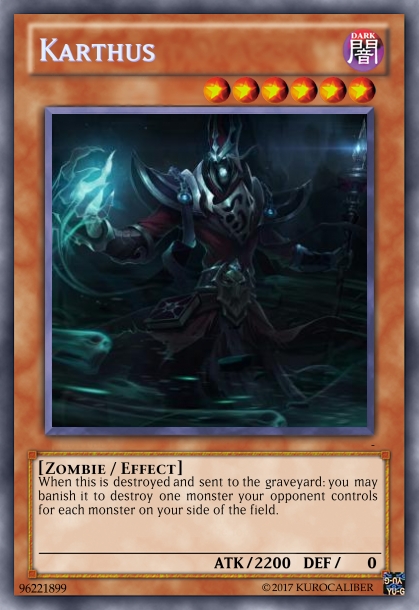 KARTHUS
DARK
闇
[ZOMBIE / EFFECT]
When this is destroyed and sent to the graveyard: you may
banish it to destroy one monster your opponent controls
for each monster on your side of the field.
ATK/2200 DEF/ 0
96221899 ©2017 KUROCALIBER